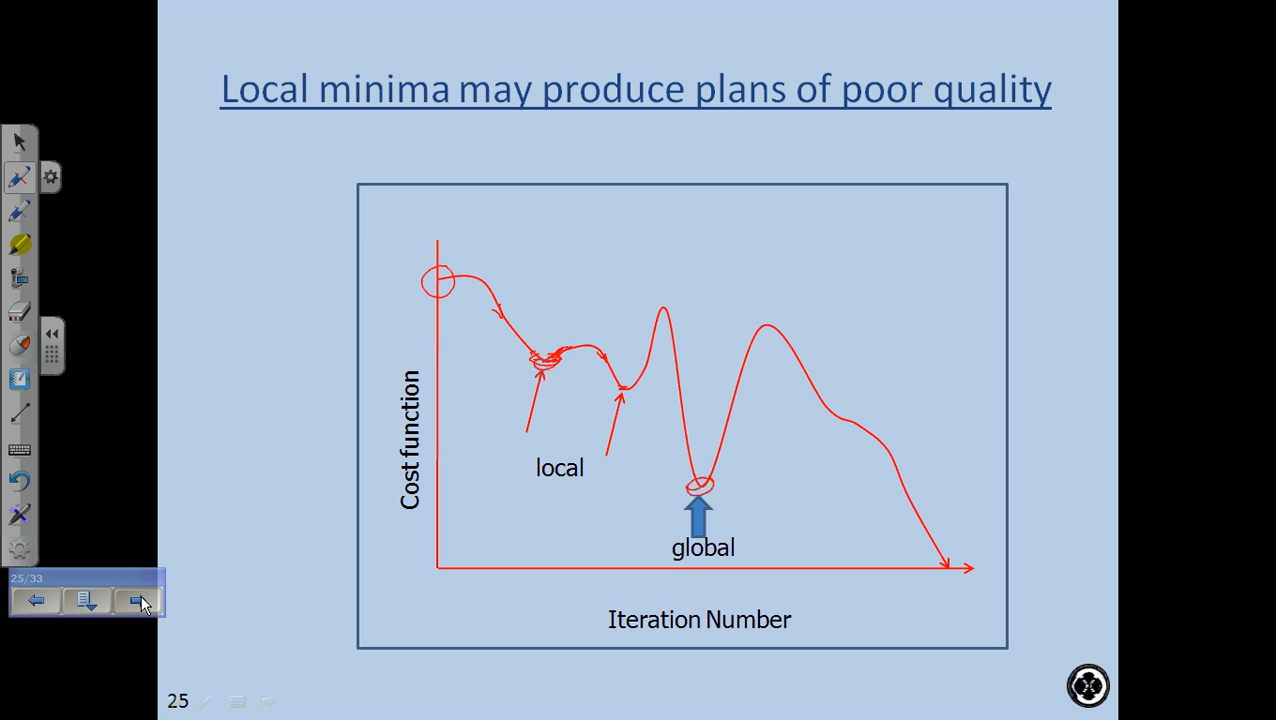 Local minima may produce plans of poor quality
Cost function
local
global
Iteration Number
25/33
25